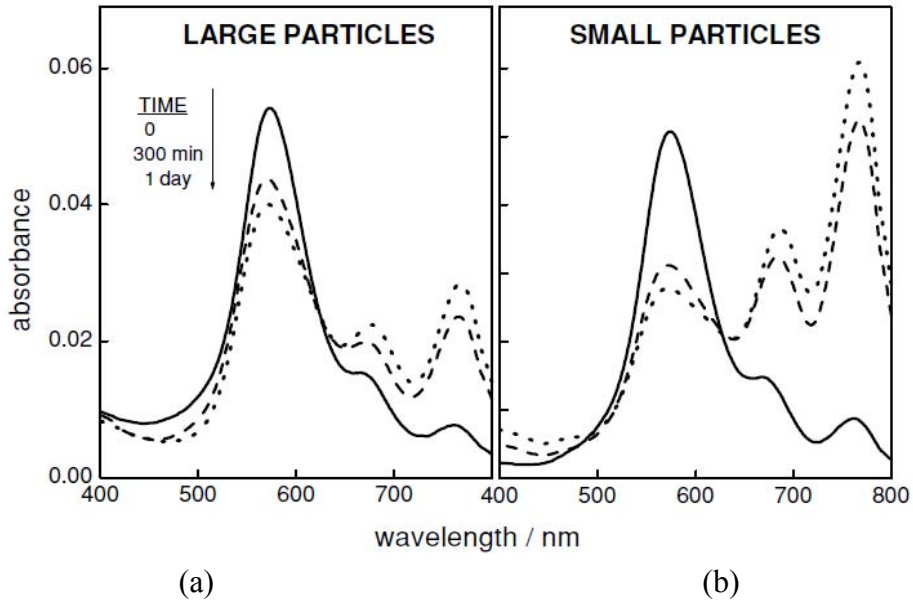 LARGE PARTICLES
SMALL PARTICLES
0.06
0.04
0.02
0.00
TIME
0
300 min
1 day
absorbance
400
500
600
700
400
500
600
700
800
wavelength / nm
(a)
(b)